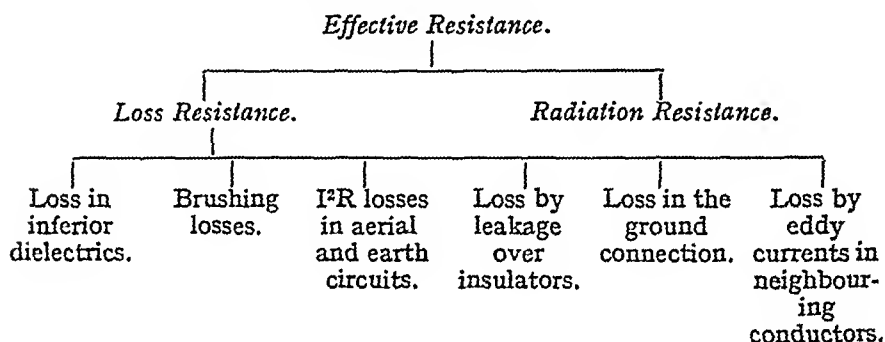 Effective Resistance.
Loss Resistance.
Radiation Resistance.
Loss in
inferior
dielectrics.
Brushing
losses.
I²R losses
in aerial
and earth
circuits.
Loss by
leakage
over
insulators.
Loss in the
ground
connection.
Loss by
eddy
currents in
neighbour-
ing
conductors.